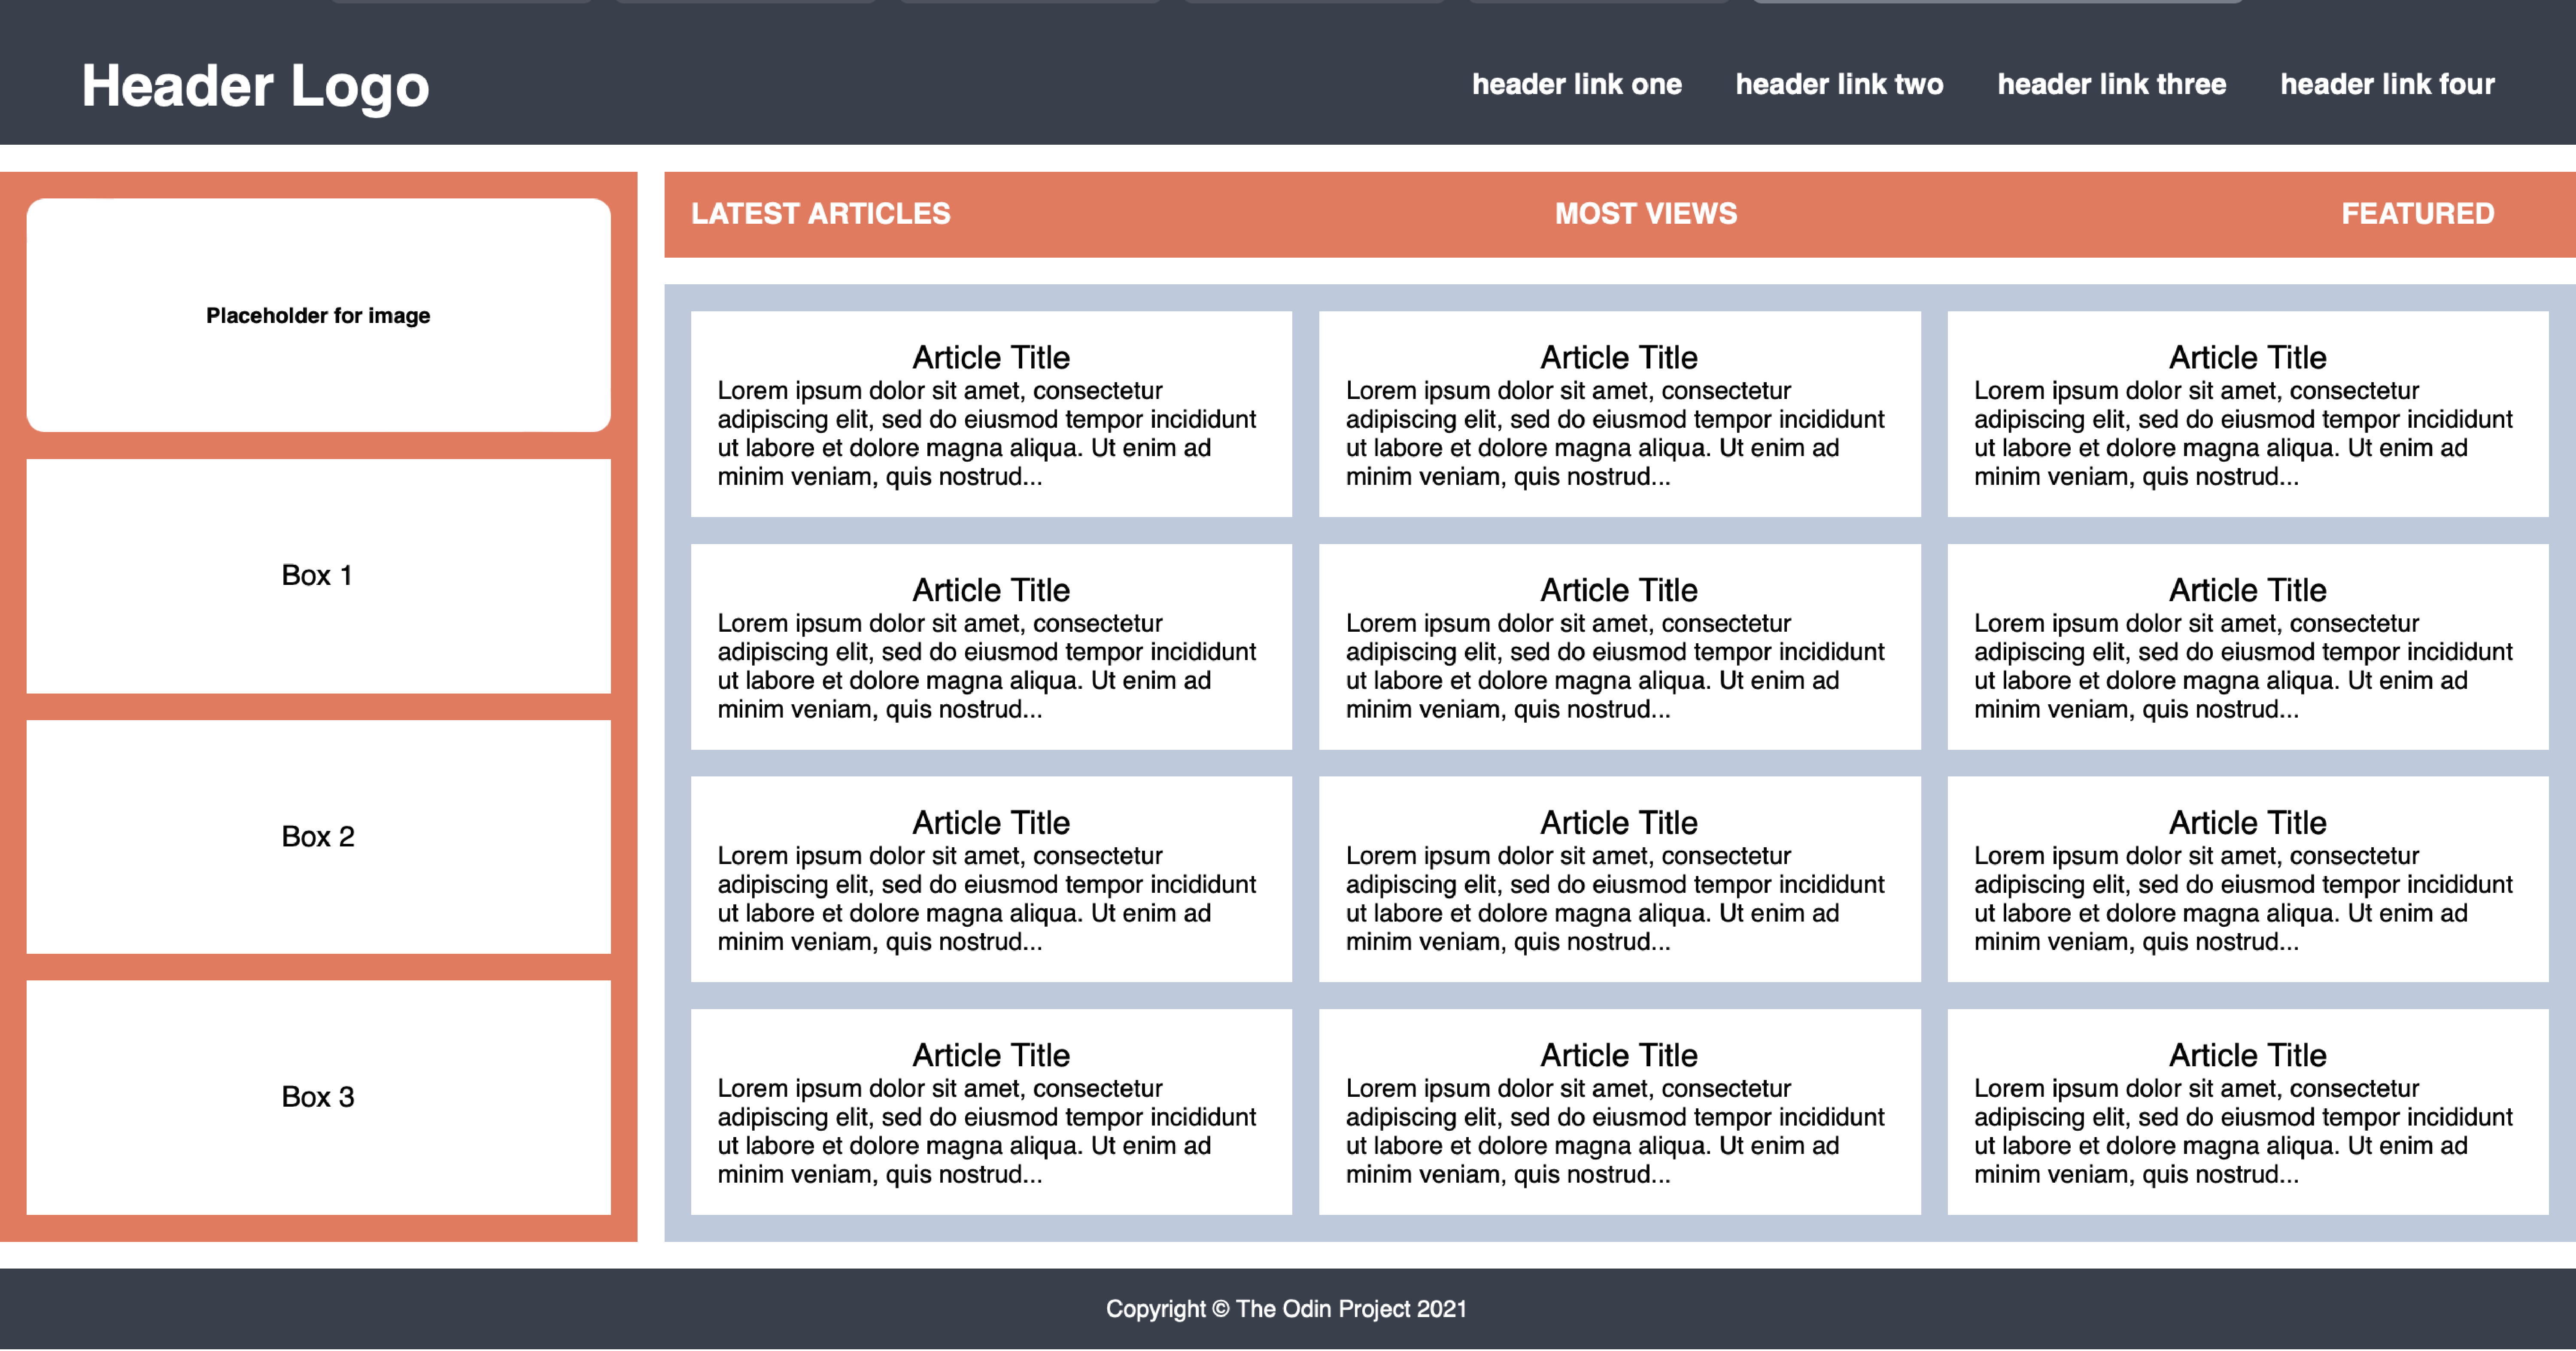 Header Logo
header link one header link two header link three header link four
Placeholder for image
Box 1
Box 2
Box 3
LATEST ARTICLES MOST VIEWS FEATURED
Article Title
Lorem ipsum dolor sit amet, consectetur
adipiscing elit, sed do eiusmod tempor incididunt
ut labore et dolore magna aliqua. Ut enim ad
minim veniam, quis nostrud...
Article Title
Lorem ipsum dolor sit amet, consectetur
adipiscing elit, sed do eiusmod tempor incididunt
ut labore et dolore magna aliqua. Ut enim ad
minim veniam, quis nostrud...
Article Title
Lorem ipsum dolor sit amet, consectetur
adipiscing elit, sed do eiusmod tempor incididunt
ut labore et dolore magna aliqua. Ut enim ad
minim veniam, quis nostrud...
Article Title
Lorem ipsum dolor sit amet, consectetur
adipiscing elit, sed do eiusmod tempor incididunt
ut labore et dolore magna aliqua. Ut enim ad
minim veniam, quis nostrud...
Article Title
Lorem ipsum dolor sit amet, consectetur
adipiscing elit, sed do eiusmod tempor incididunt
ut labore et dolore magna aliqua. Ut enim ad
minim veniam, quis nostrud...
Article Title
Lorem ipsum dolor sit amet, consectetur
adipiscing elit, sed do eiusmod tempor incididunt
ut labore et dolore magna aliqua. Ut enim ad
minim veniam, quis nostrud...
Article Title
Lorem ipsum dolor sit amet, consectetur
adipiscing elit, sed do eiusmod tempor incididunt
ut labore et dolore magna aliqua. Ut enim ad
minim veniam, quis nostrud...
Article Title
Lorem ipsum dolor sit amet, consectetur
adipiscing elit, sed do eiusmod tempor incididunt
ut labore et dolore magna aliqua. Ut enim ad
minim veniam, quis nostrud...
Article Title
Lorem ipsum dolor sit amet, consectetur
adipiscing elit, sed do eiusmod tempor incididunt
ut labore et dolore magna aliqua. Ut enim ad
minim veniam, quis nostrud...
Article Title
Lorem ipsum dolor sit amet, consectetur
adipiscing elit, sed do eiusmod tempor incididunt
ut labore et dolore magna aliqua. Ut enim ad
minim veniam, quis nostrud...
Article Title
Lorem ipsum dolor sit amet, consectetur
adipiscing elit, sed do eiusmod tempor incididunt
ut labore et dolore magna aliqua. Ut enim ad
minim veniam, quis nostrud...
Article Title
Lorem ipsum dolor sit amet, consectetur
adipiscing elit, sed do eiusmod tempor incididunt
ut labore et dolore magna aliqua. Ut enim ad
minim veniam, quis nostrud...
Copyright © The Odin Project 2021